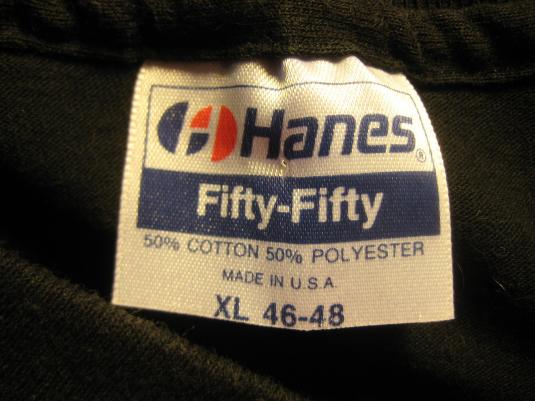 Hanes®
Fifty-Fifty
50% COTTON 50% POLYESTER
MADE IN U.S.A.
XL 46-48